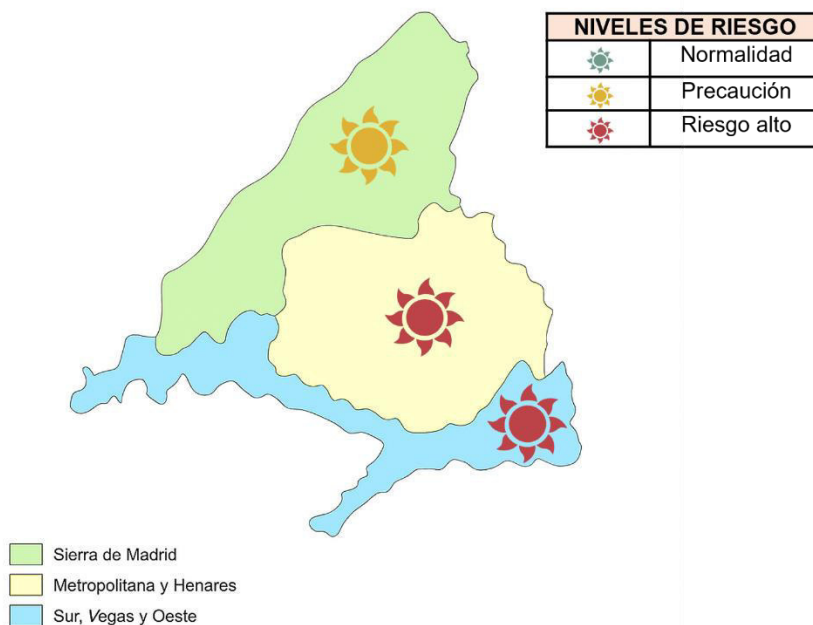 NIVELES DE RIESGO
Normalidad
Precaución
Riesgo alto
Sierra de Madrid
Metropolitana y Henares
Sur, Vegas y Oeste